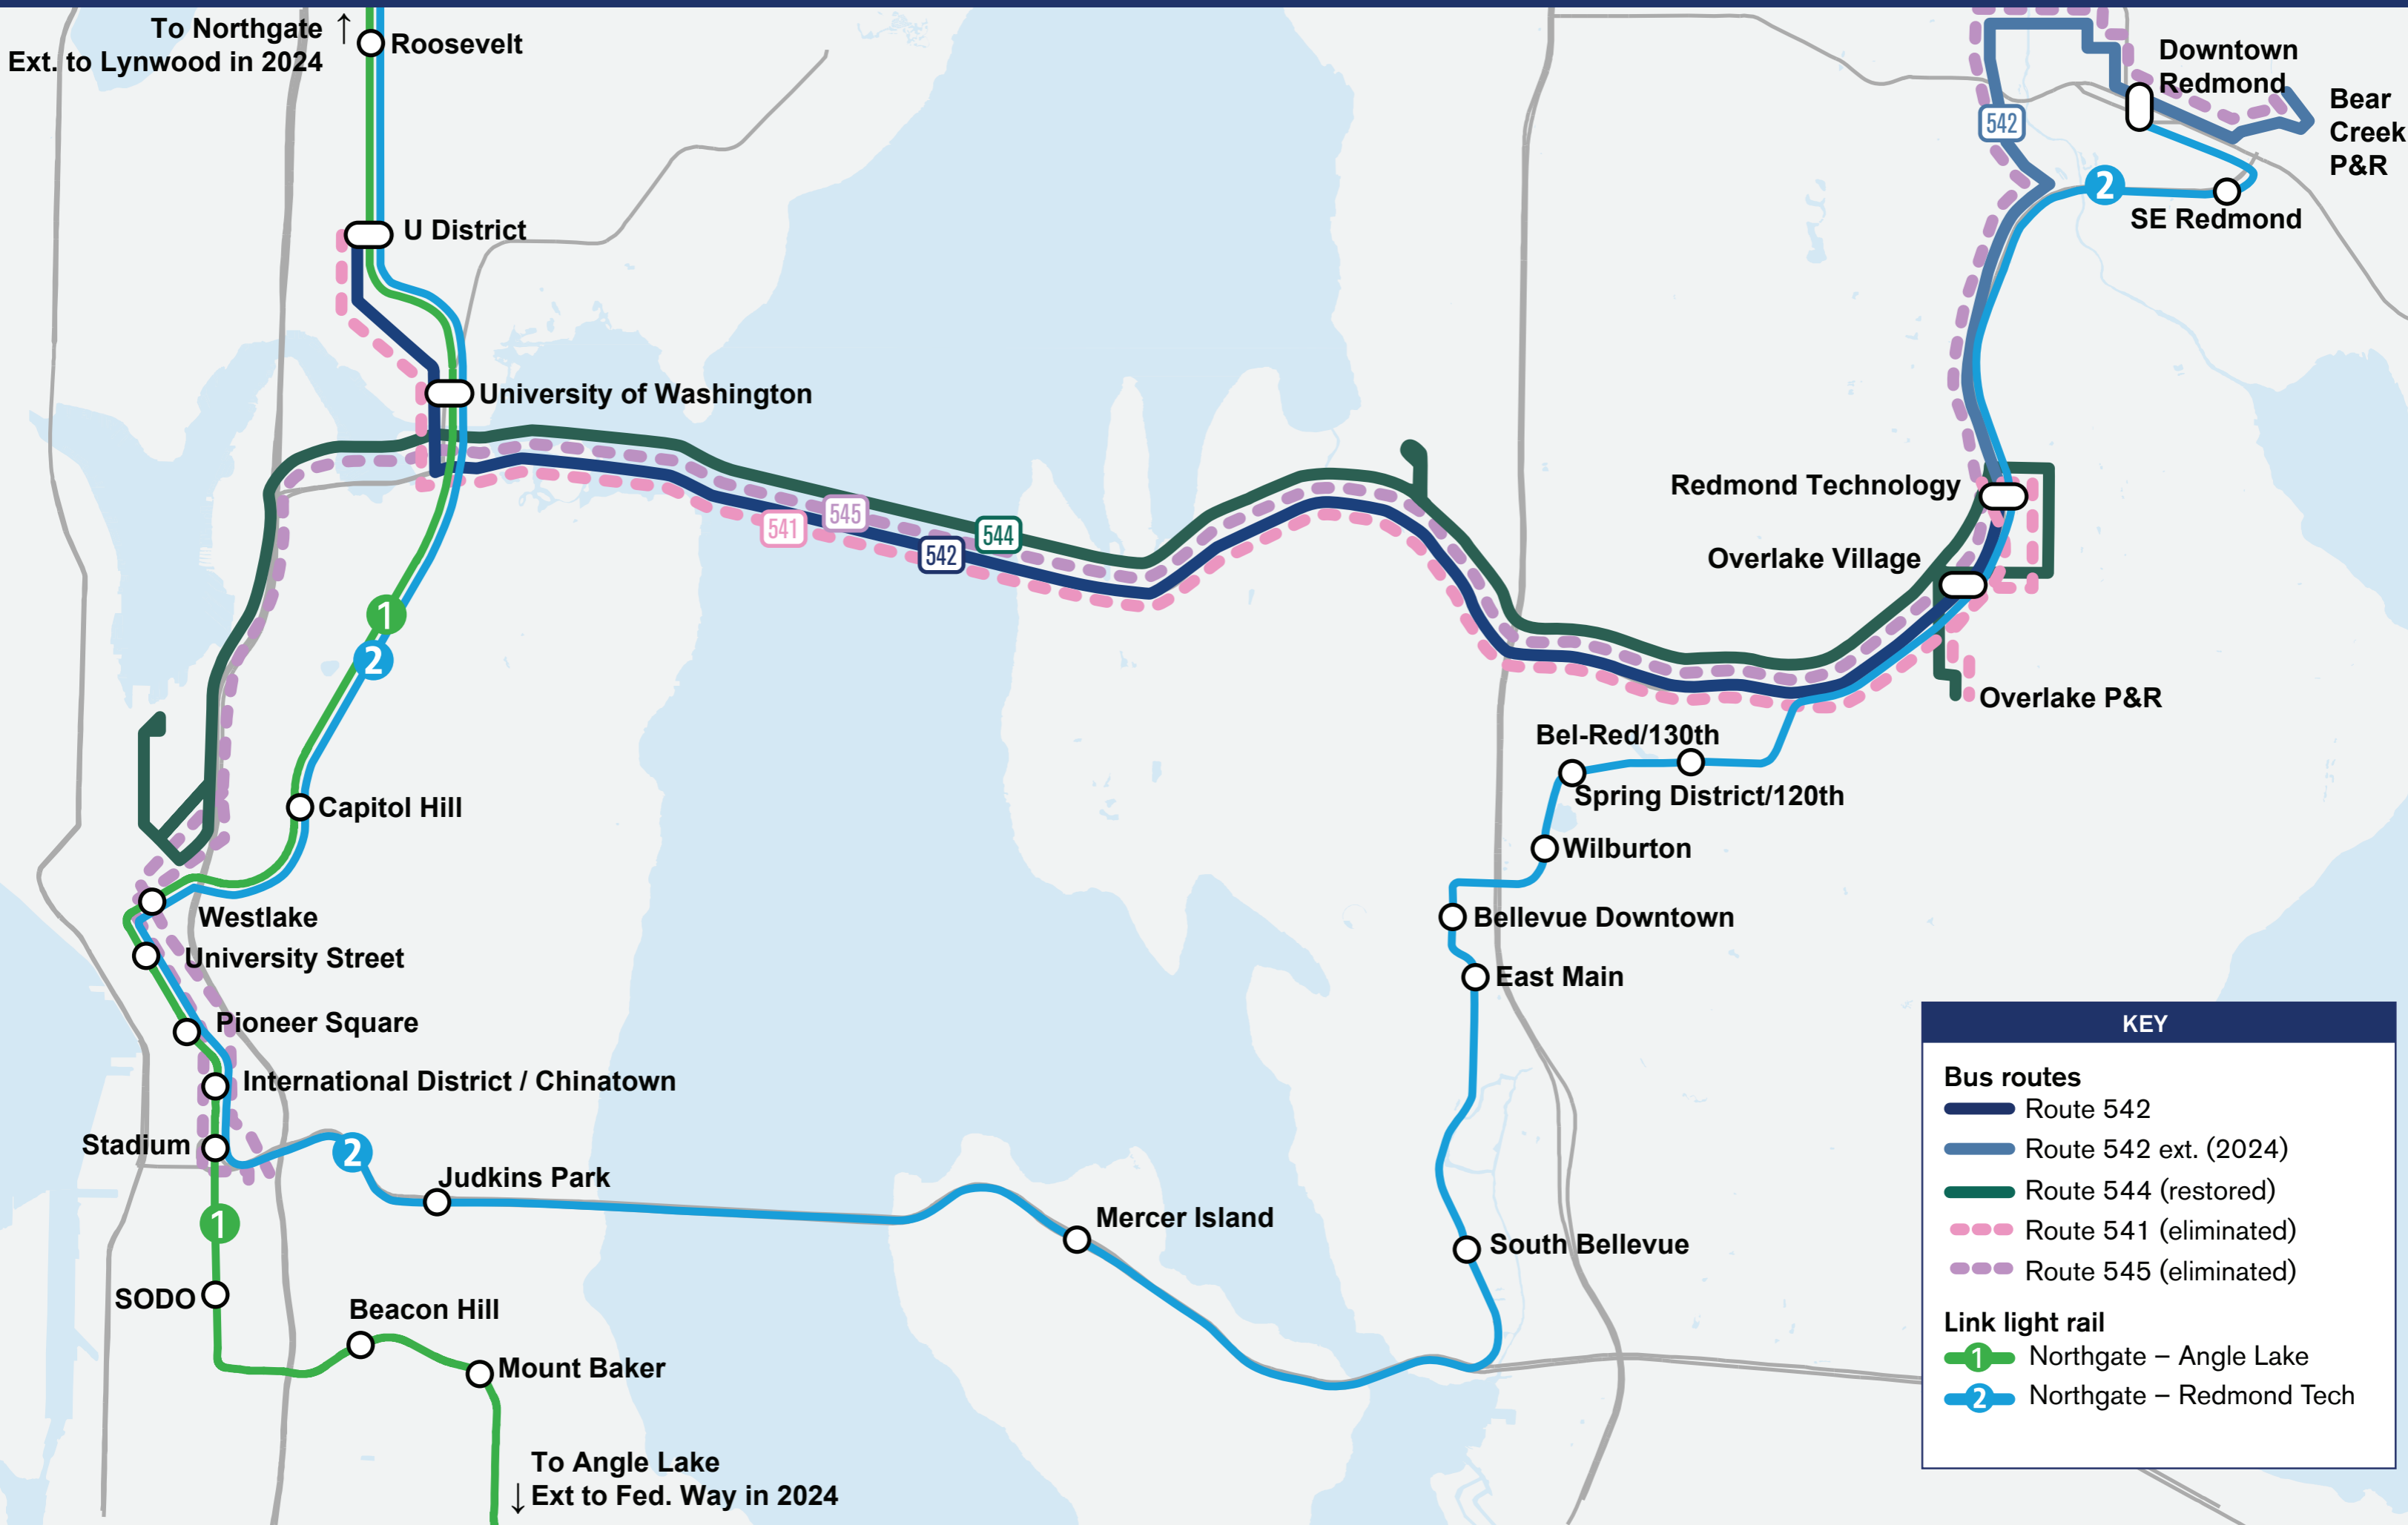 To Northgate ↑
Ext. to Lynwood in 2024
Roosevelt
Downtown
Redmond
Bear
Creek
P&R
542
2
SE Redmond
U District
University of Washington
Redmond Technology
545
541
544
542
Overlake Village
1
2
Overlake P&R
Bel-Red/130th
Spring District/120th
Capitol Hill
Wilburton
Westlake
Bellevue Downtown
University Street
East Main
Pioneer Square
International District / Chinatown
Stadium
2
Judkins Park
1
Mercer Island
South Bellevue
SODO
Beacon Hill
Mount Baker
To Angle Lake
↓ Ext to Fed. Way in 2024
KEY
Bus routes
Route 542
Route 542 ext. (2024)
Route 544 (restored)
Route 541 (eliminated)
Route 545 (eliminated)
Link light rail
1 Northgate – Angle Lake
2 Northgate – Redmond Tech